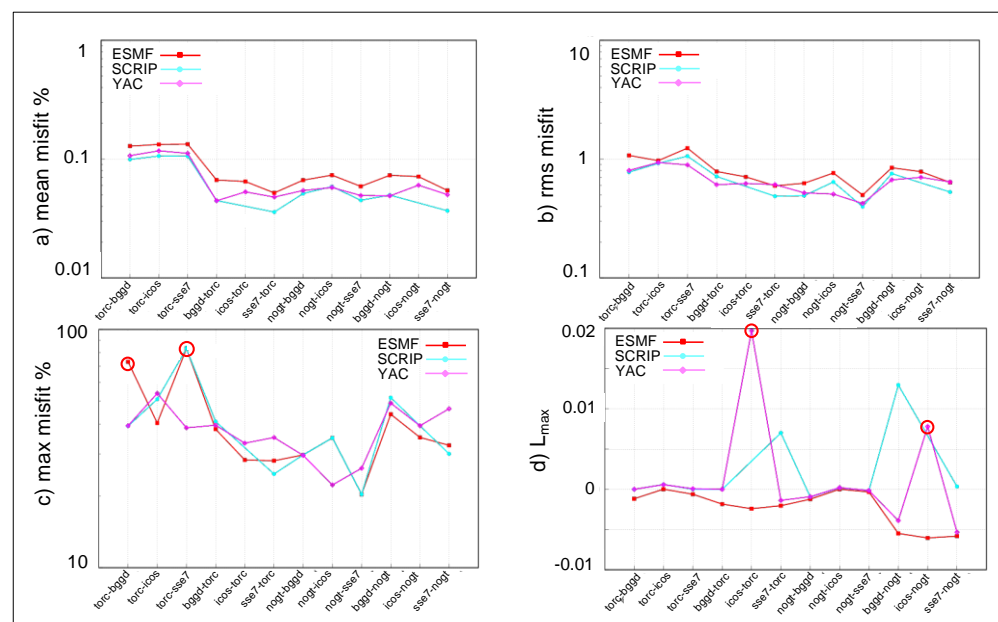 1
ESMF
SCRIP
YAC
0.1
0.01
a) mean misfit %
torc-bggd
torc-icos
torc-sse7
bggd-torc
icos-torc
sse7-torc
nogt-bggd
nogt-icos
nogt-sse7
bggd-nogt
icos-nogt
sse7-nogt
10
ESMF
SCRIP
YAC
1
0.1
b) rms misfit
torc-bggd
torc-icos
torc-sse7
bggd-torc
icos-torc
sse7-torc
nogt-bggd
nogt-icos
nogt-sse7
bggd-nogt
icos-nogt
sse7-nogt
100
ESMF
SCRIP
YAC
10
c) max misfit %
torc-bggd
torc-icos
torc-sse7
bggd-torc
icos-torc
sse7-torc
nogt-bggd
nogt-icos
nogt-sse7
bggd-nogt
icos-nogt
sse7-nogt
0.02
ESMF
SCRIP
YAC
0.01
0
-0.01
d) Lmax
torc-bggd
torc-icos
torc-sse7
bggd-torc
icos-torc
sse7-torc
nogt-bggd
nogt-icos
nogt-sse7
bggd-nogt
icos-nogt
sse7-nogt